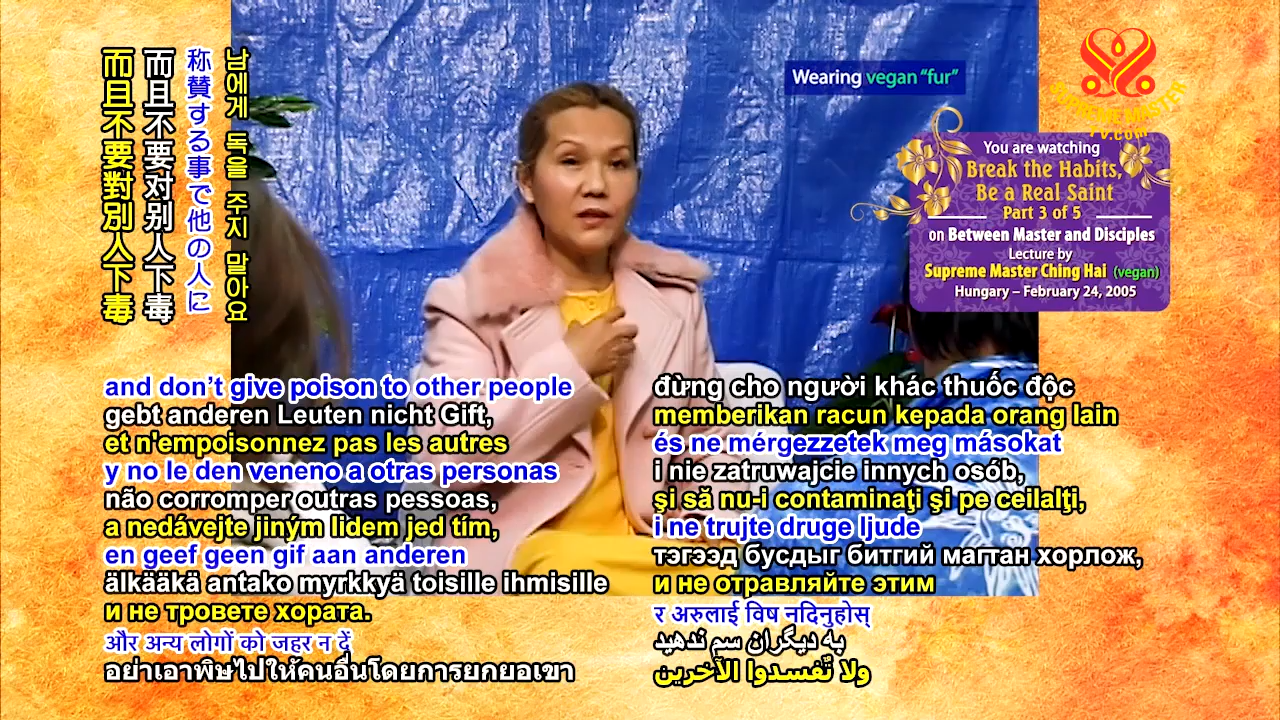 Wearing vegan “fur”
SUPREME MASTER
TV.com
You are watching
Break the Habits,
Be a Real Saint
Part 3 of 5
on Between Master and Disciples
Lecture by
Supreme Master Ching Hai (vegan)
Hungary – February 24, 2005
而且不要對別人下毒
而且不要对别人下毒
称賛する事で他の人に
남에게 독을 주지 말아요
and don’t give poison to other people
gebt anderen Leuten nicht Gift,
et n'empoisonnez pas les autres
y no le den veneno a otras personas
não corromper outras pessoas,
a nedávejte jiným lidem jed tím,
en geef geen gif aan anderen
älkääkä antako myrkkyä toisille ihmisille
и не тровете хората.
और अन्य लोगों को जहर न दें
อย่าเอาพิษไปให้คนอื่นโดยการยกยอเขา
đừng cho người khác thuốc độc
memberikan racun kepada orang lain
és ne mérgezzetek meg másokat
i nie zatruwajcie innych osób,
şi să nu-i contaminaţi şi pe ceilalţi,
i ne trujte druge ljude
тэгээд бусдыг битгий магтан хорлож,
и не отравляйте этим
र अरुलाई विष नदिनुहोस्
به دیگران سم ندهید
ولا تُفسدوا الآخرين